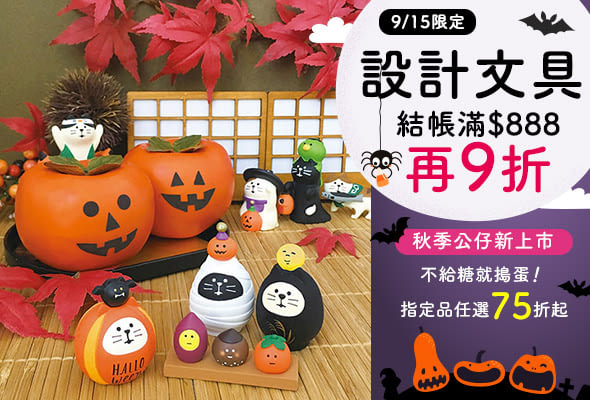 9/15限定
設計文具
結帳滿$888
再9折
秋季公仔新上市
不給糖就搗蛋！
指定品任選75折起
HALLO
WEEN